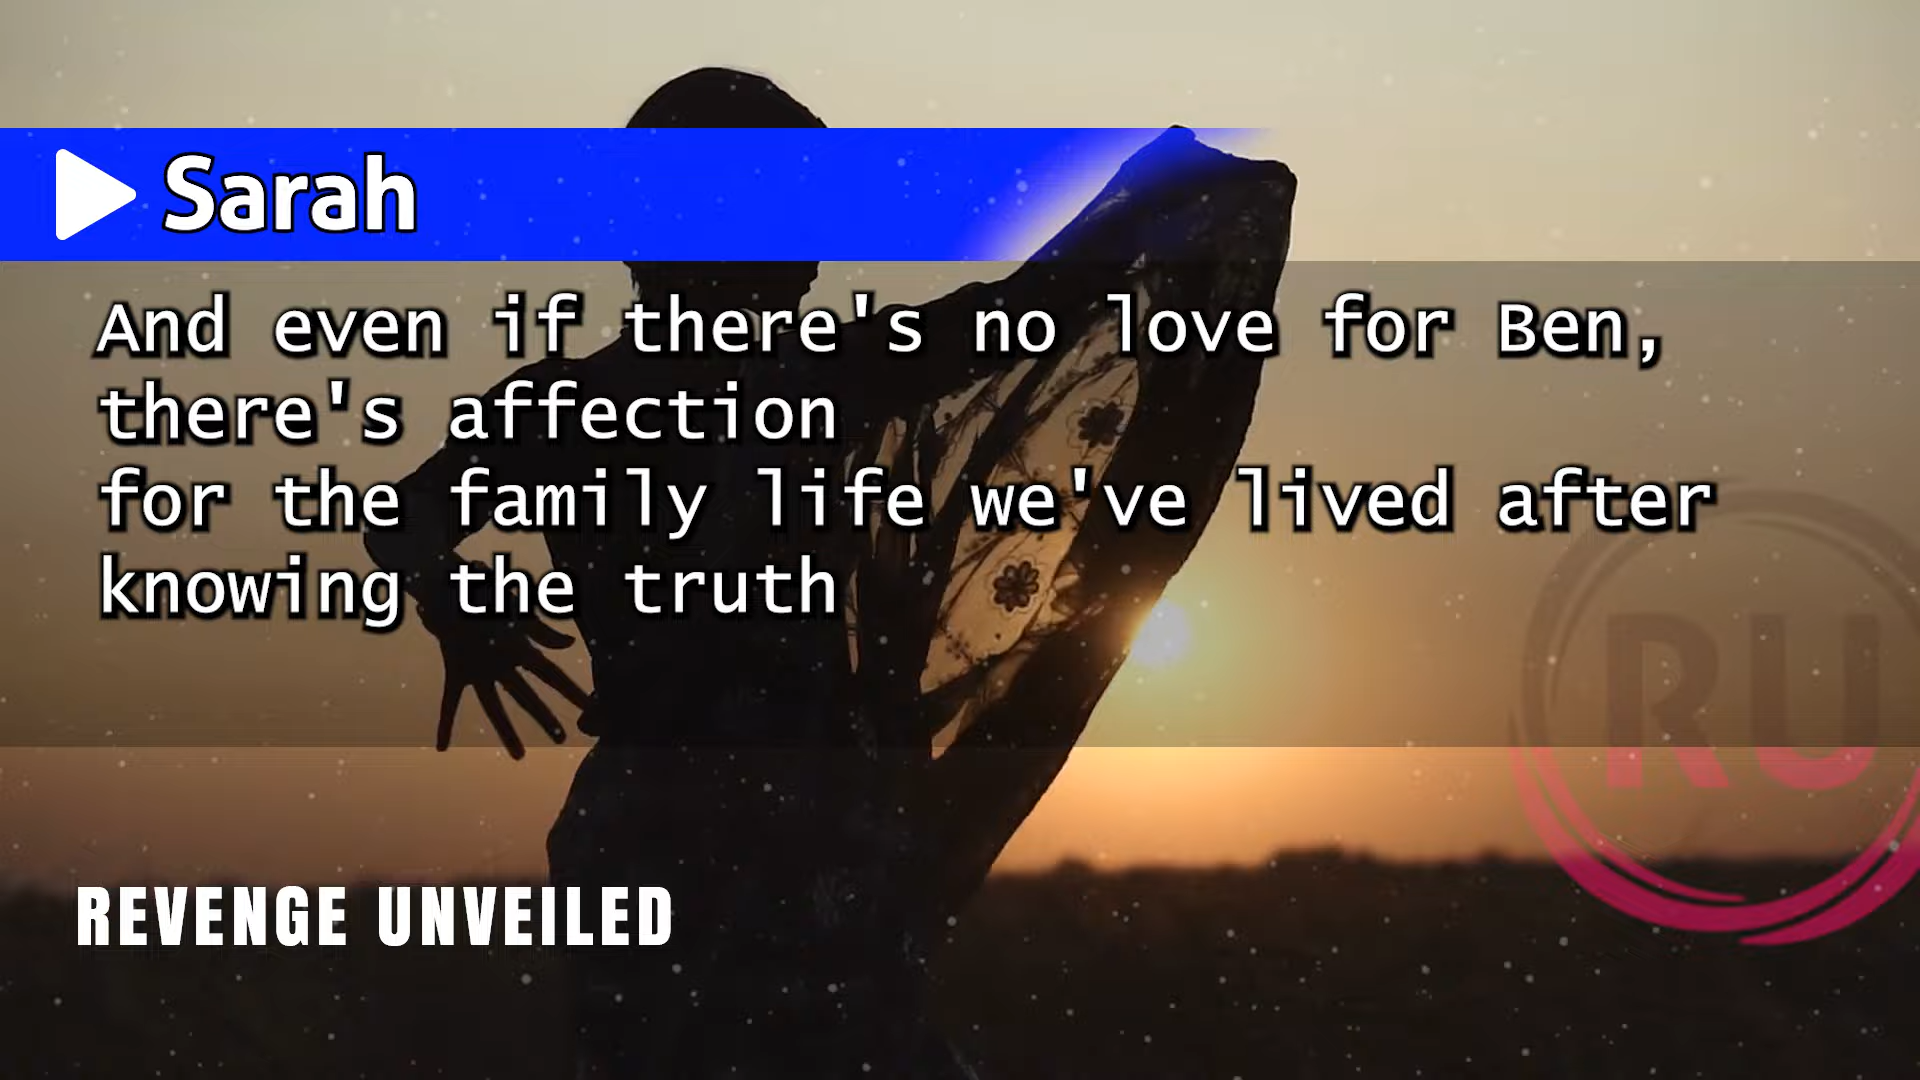 Sarah
And even if there's no love for Ben,
there's affection
for the family life we've lived after
knowing the truth
RU
REVENGE UNVEILED